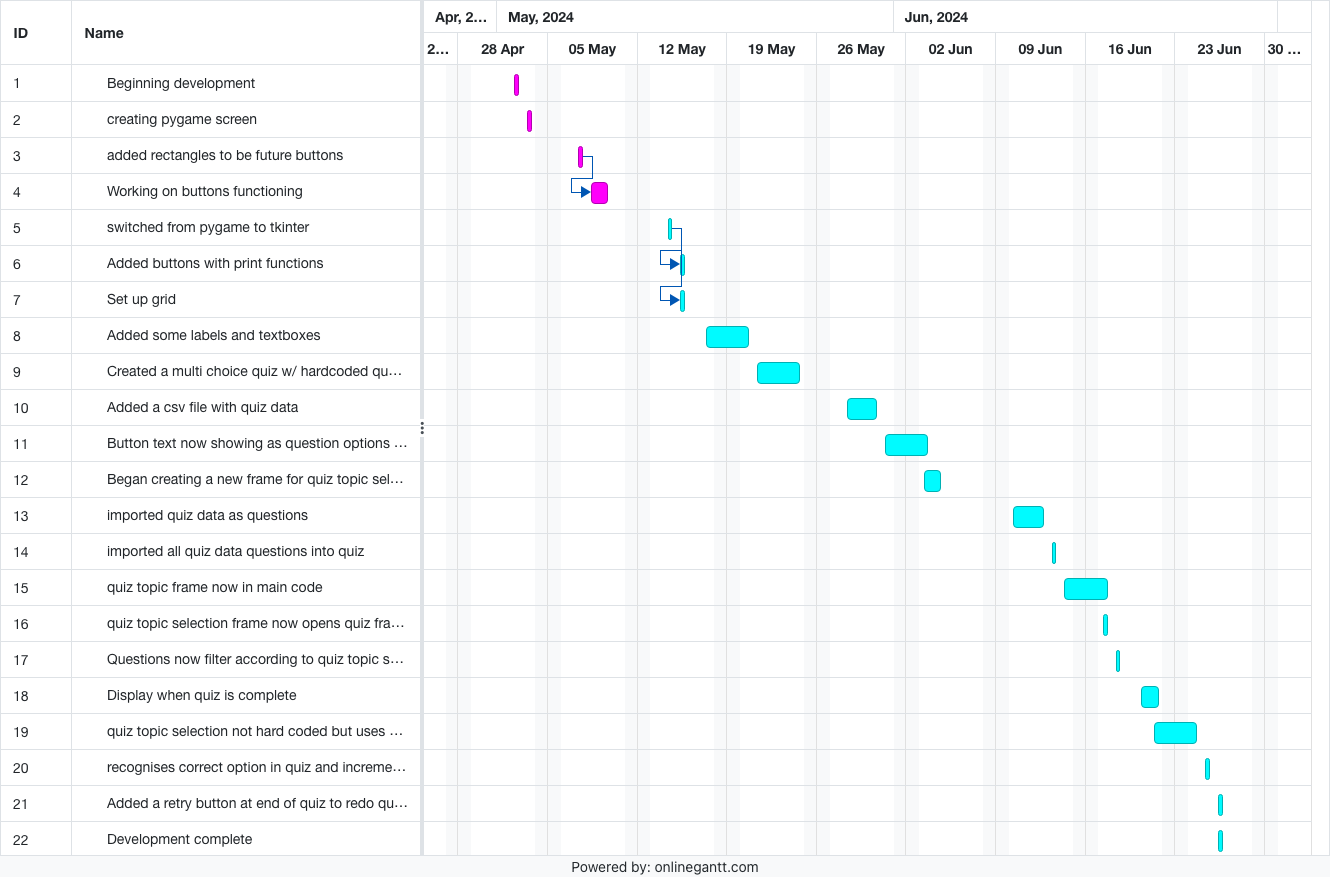 ID Name Apr, 2... May, 2024 Jun, 2024
2... 28 Apr 05 May 12 May 19 May 26 May 02 Jun 09 Jun 16 Jun 23 Jun 30 ...
1 Beginning development
2 creating pygame screen
3 added rectangles to be future buttons
4 Working on buttons functioning
5 switched from pygame to tkinter
6 Added buttons with print functions
7 Set up grid
8 Added some labels and textboxes
9 Created a multi choice quiz w/ hardcoded qu...
10 Added a csv file with quiz data
11 Button text now showing as question options ...
12 Began creating a new frame for quiz topic sel...
13 imported quiz data as questions
14 imported all quiz data questions into quiz
15 quiz topic frame now in main code
16 quiz topic selection frame now opens quiz fra...
17 Questions now filter according to quiz topic s...
18 Display when quiz is complete
19 quiz topic selection not hard coded but uses ...
20 recognises correct option in quiz and increme...
21 Added a retry button at end of quiz to redo qu...
22 Development complete
Powered by: onlinegantt.com